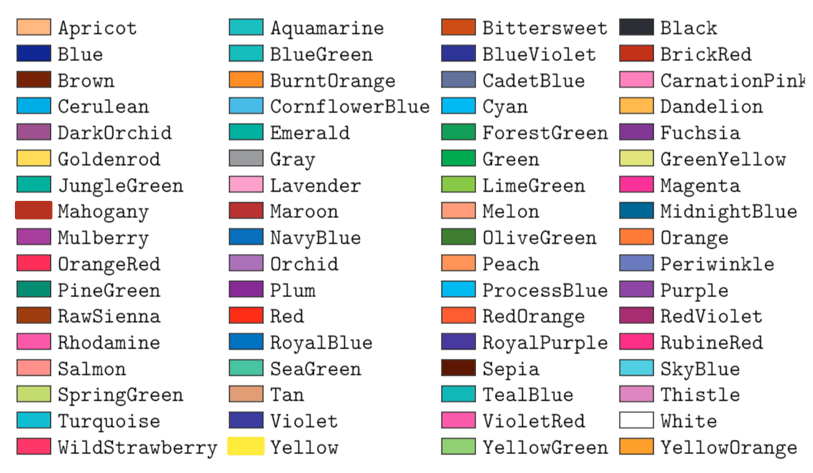 Apricot Aquamarine Bittersweet Black
Blue BlueGreen BlueViolet BrickRed
Brown BurntOrange CadetBlue CarnationPink
Cerulean CornflowerBlue Cyan Dandelion
DarkOrchid Emerald ForestGreen Fuchsia
Goldenrod Gray Green GreenYellow
JungleGreen Lavender LimeGreen Magenta
Mahogany Maroon Melon MidnightBlue
Mulberry NavyBlue OliveGreen Orange
OrangeRed Orchid Peach Periwinkle
PineGreen Plum ProcessBlue Purple
RawSienna Red RedOrange RedViolet
Rhodamine RoyalBlue RoyalPurple RubineRed
Salmon SeaGreen Sepia SkyBlue
SpringGreen Tan TealBlue Thistle
Turquoise Violet VioletRed White
WildStrawberry Yellow YellowGreen YellowOrange